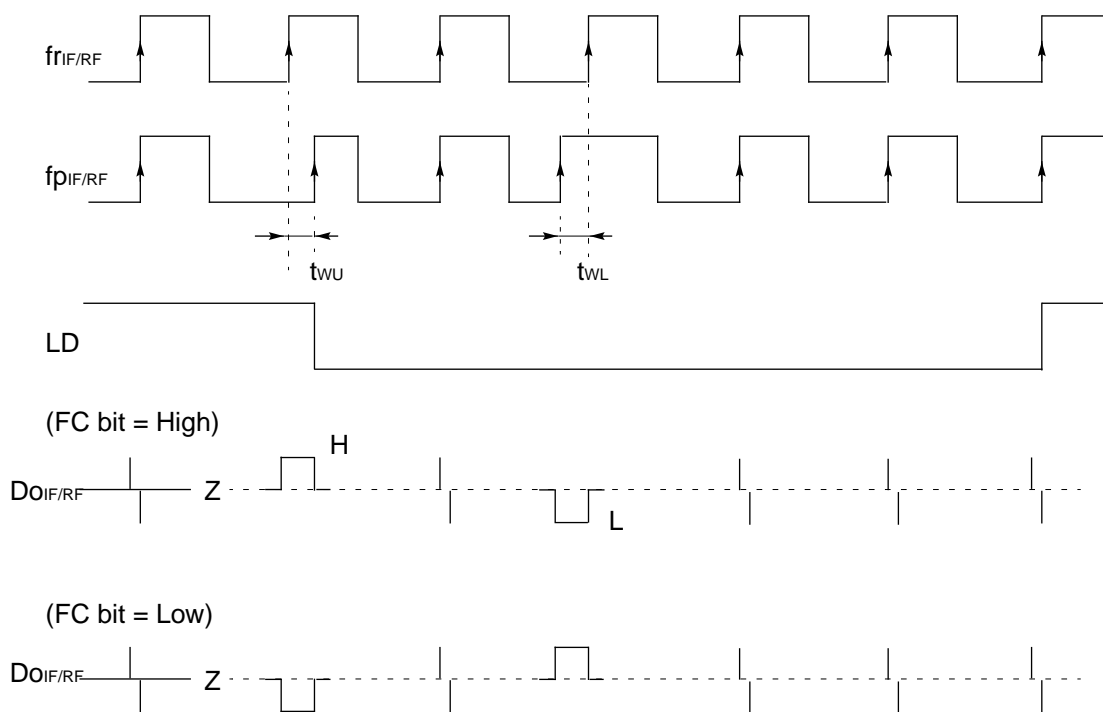 frIF/RF
fpIF/RF
tWU
tWL
LD
(FC bit = High)
H
DoIF/RF
Z
L
(FC bit = Low)
DoIF/RF
Z